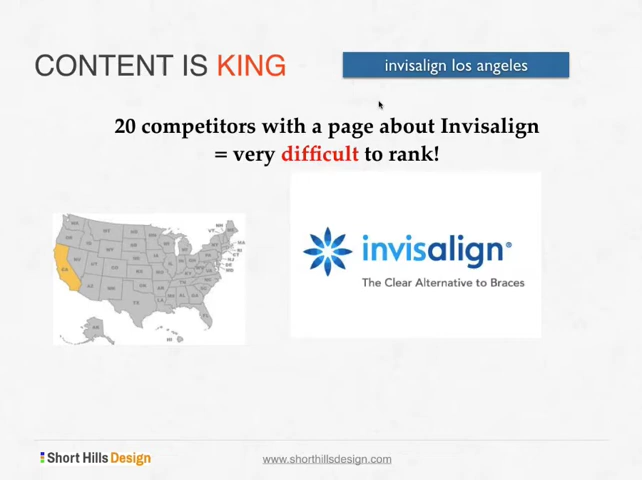 CONTENT IS KING
invisalign los angeles
20 competitors with a page about Invisalign
= very difficult to rank!
invisalign®
The Clear Alternative to Braces
Short Hills Design
www.shorthillsdesign.com